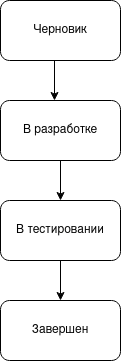 Черновик
В разработке
В тестировании
Завершен